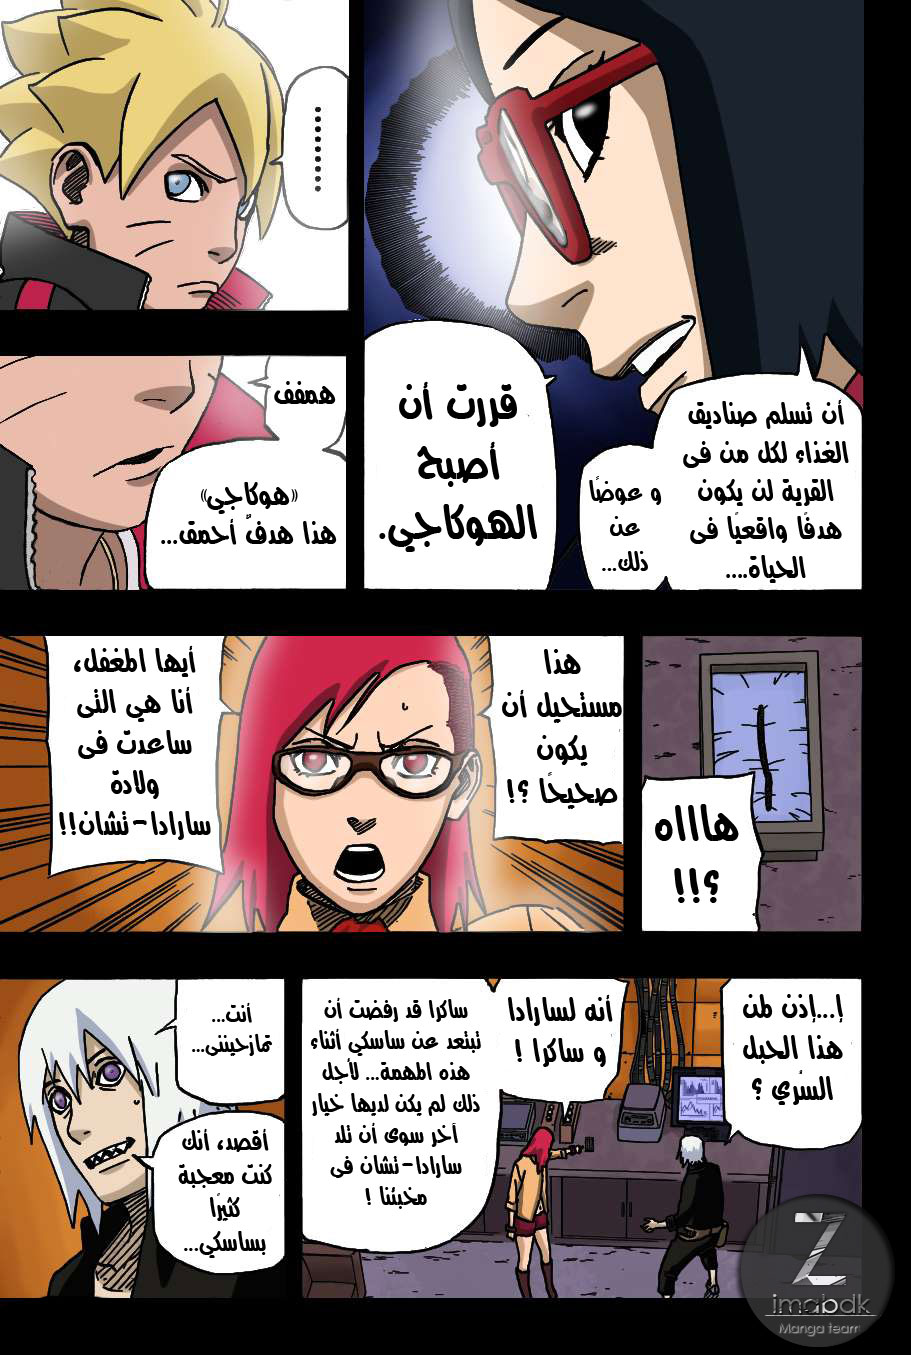 أن تسلم صناديق
الغذاء لكل من فى
القرية لن يكون
هدفًا واقعيًا فى
الحياة....
و عوضًا
عن
ذلك...
قررت أن
أصبح
الهوكاجي.
........
همفف
«هوكاجي»
هذا هدفٌ أحمق...
هاااه
؟!!
هذا
مستحيل أن
يكون
صحيحًا ؟!
أيها المغفل،
أنا هي التى
ساعدت فى
ولادة
سارادا-تشان!!
إ...إذن لمن
هذا الحبل
السّري ؟
أنه لسارادا
و ساكرا !
ساكرا قد رفضت أن
تبتعد عن ساسكي أثناء
هذه المهمة... لأجل
ذلك لم يكن لديها خيار
أخر سوى أن تلد
سارادا-تشان فى
مخبئنا !
أنت...
تمازحيننى...
أقصد، أنك
كنت معجبة
كثيرًا
بساسكي...
Z
imabdk
Manga team